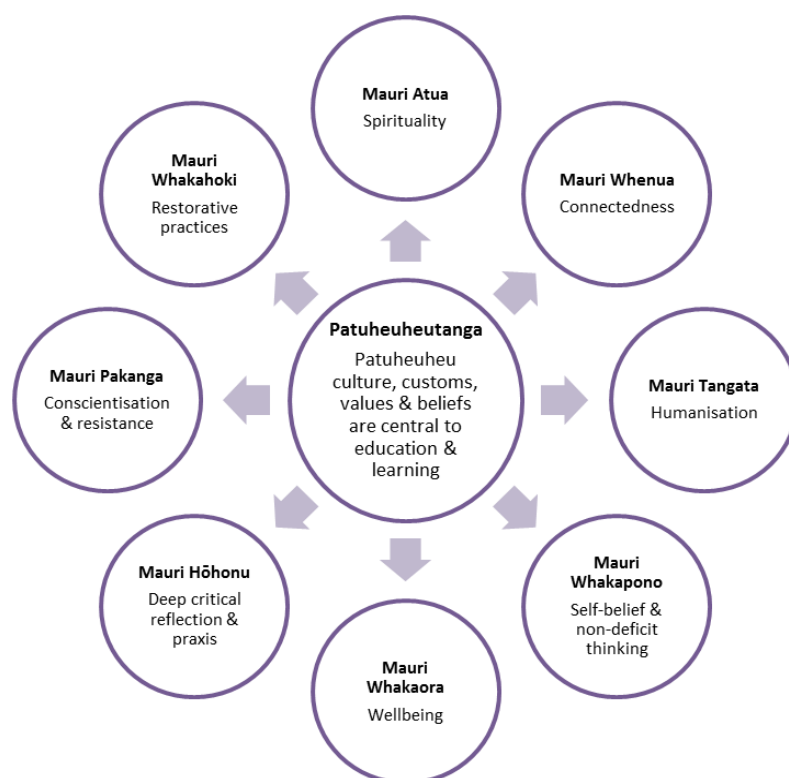 Mauri Atua
Spirituality
Mauri Whenua
Connectedness
Mauri Tangata
Humanisation
Mauri
Whakapono
Self-belief &
non-deficit
thinking
Mauri
Whakaora
Wellbeing
Mauri Hōhonu
Deep critical
reflection &
praxis
Mauri Pakanga
Conscientisation
& resistance
Mauri
Whakahoki
Restorative
practices
Patuheuheutanga
Patuheuheu
culture, customs,
values & beliefs
are central to
education &
learning